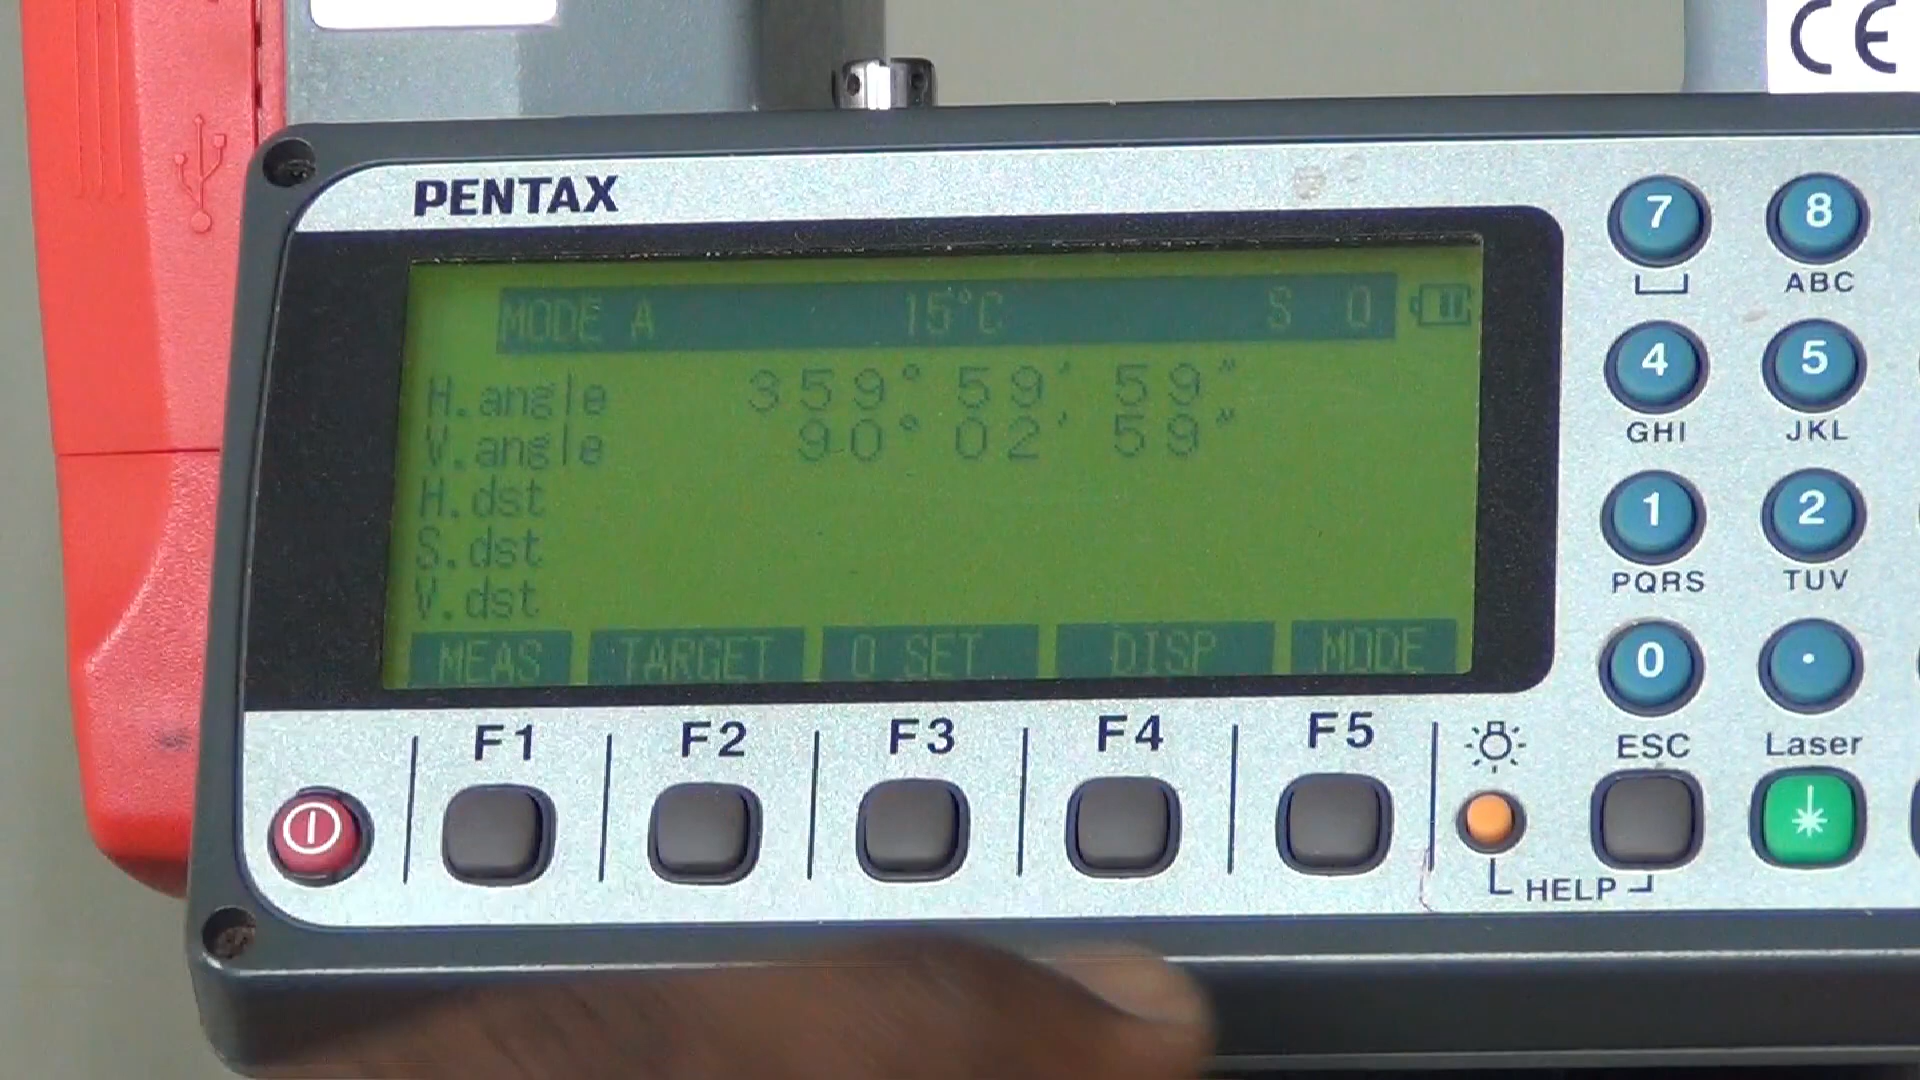 CE
PENTAX
MODE A 15°C S 0
H.angle 359° 59' 59"
V.angle 90° 02' 59"
H.dst
S.dst
V.dst
MEAS TARGET 0 SET DISP MODE
F1 F2 F3 F4 F5
7 8
ABC
4 5
GHI JKL
1 2
PQRS TUV
0 .
ESC Laser
HELP